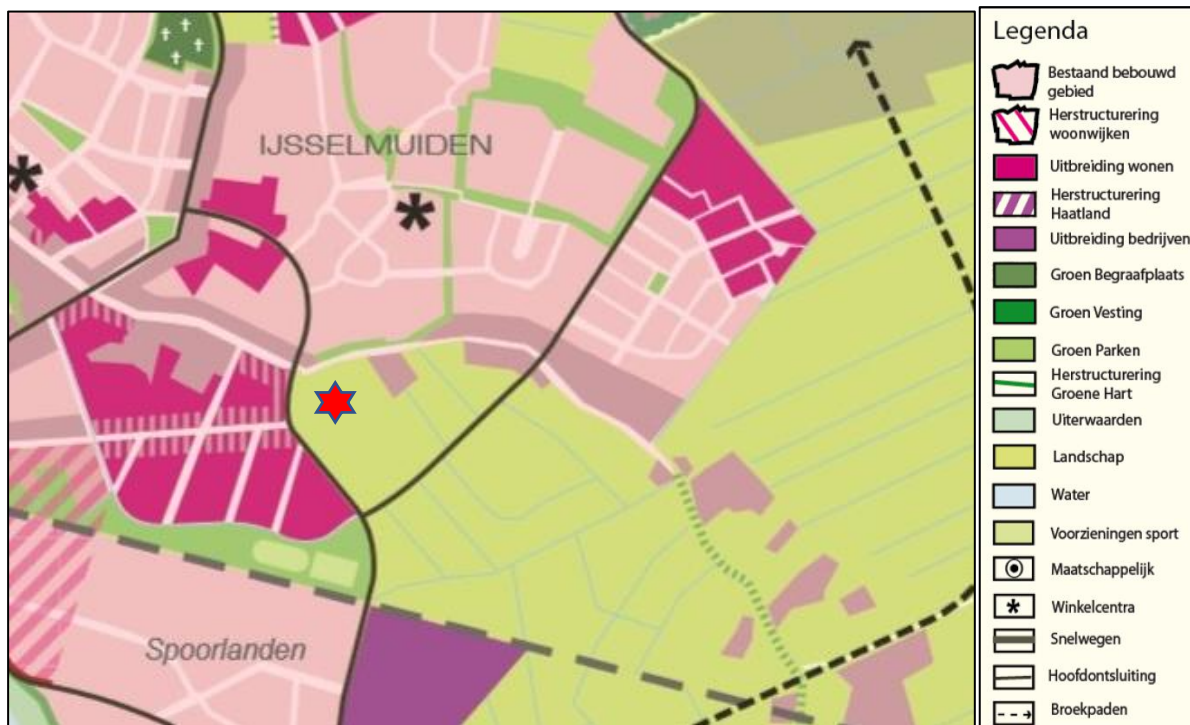 IJSSELMUIDEN
Spoorlanden
Legenda
Bestaand bebouwd
gebied
Herstructurering
woonwijken
Uitbreiding wonen
Herstructurering
Haatland
Uitbreiding bedrijven
Groen Begraafplaats
Groen Vesting
Groen Parken
Herstructurering
Groene Hart
Uiterwaarden
Landschap
Water
Voorzieningen sport
Maatschappelijk
Winkelcentra
Snelwegen
Hoofdontsluiting
Broekpaden